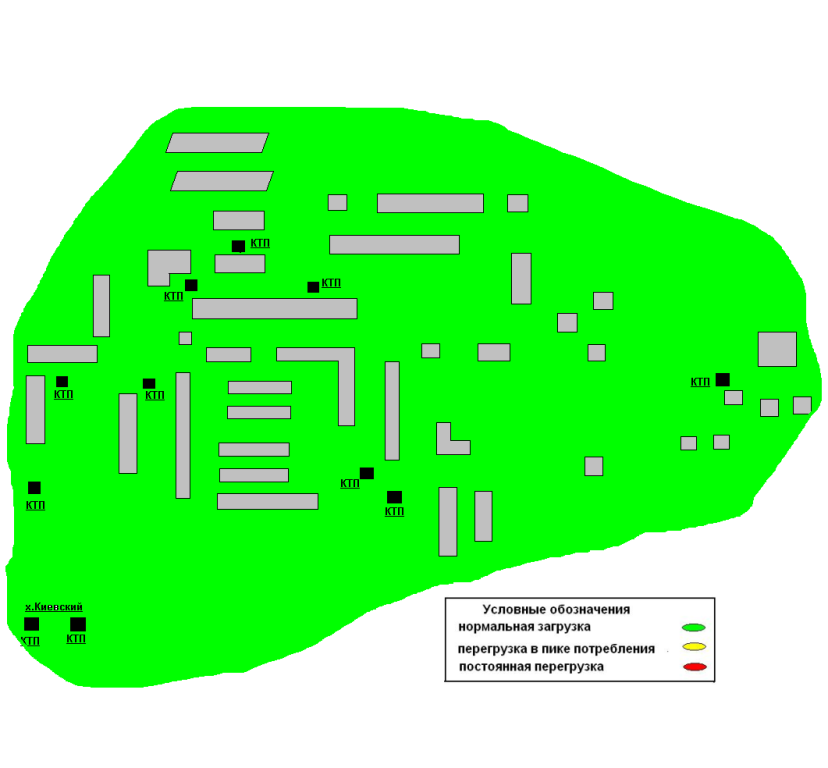 КТП
КТП
КТП
КТП
КТП
КТП
КТП
КТП
КТП
х.Киевский
КТП
КТП
Условные обозначения
нормальная загрузка
перегрузка в пике потребления
постоянная перегрузка